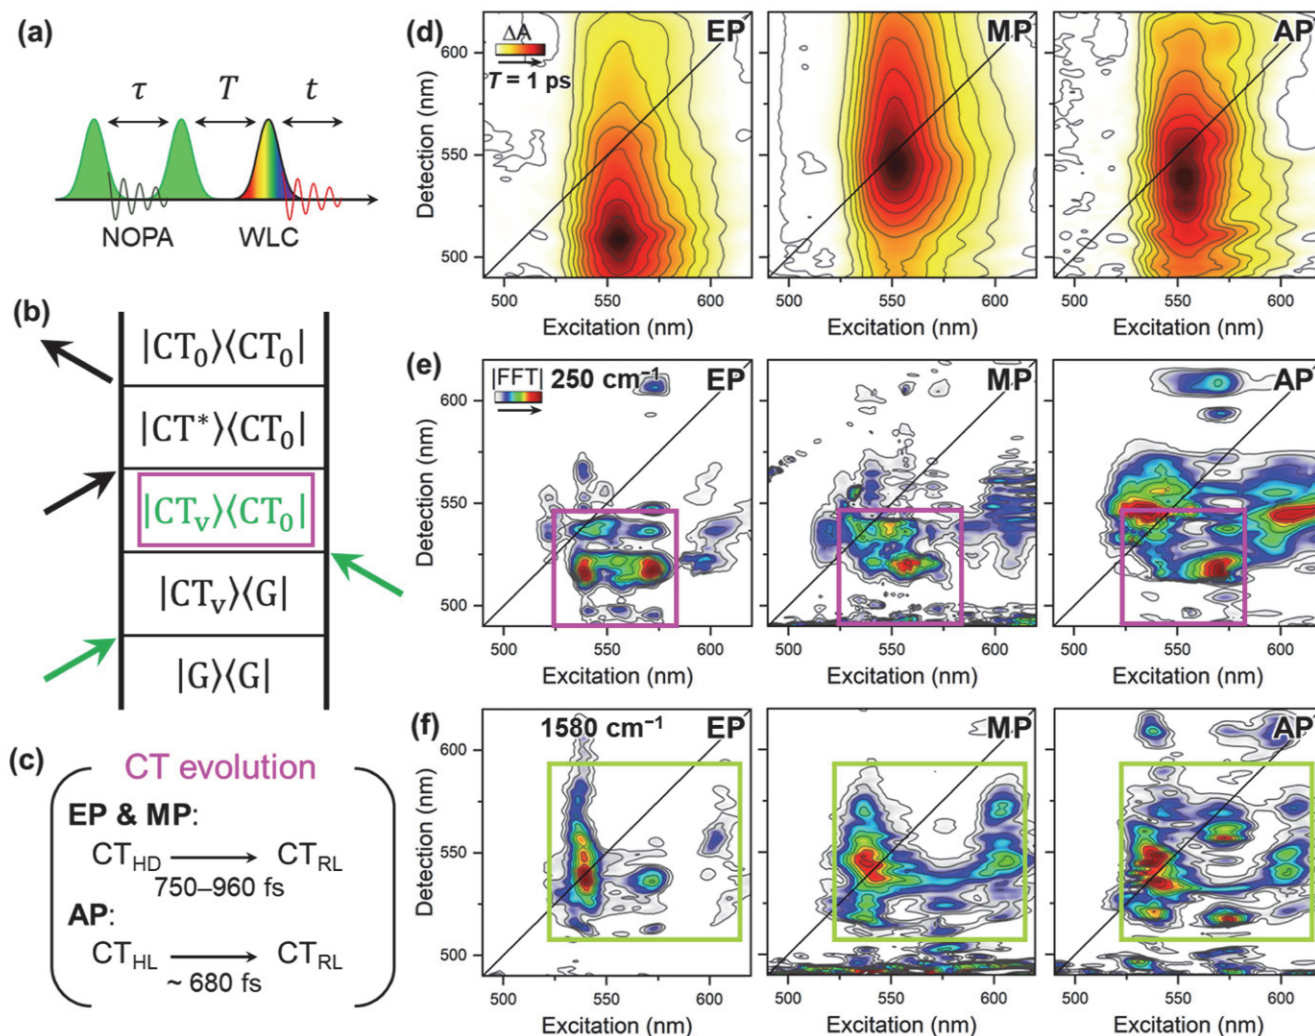 (a)
τ T t
NOPA WLC
(b)
|CT₀⟩⟨CT₀|
|CT*⟩⟨CT₀|
|CTᵥ⟩⟨CT₀|
|CTᵥ⟩⟨G|
|G⟩⟨G|
(c)
CT evolution
EP & MP:
CT_HD → CT_RL
750–960 fs
AP:
CT_HL → CT_RL
~ 680 fs
(d)
ΔA
T = 1 ps
EP
MP
AP
600
550
500
Detection (nm)
500 550 600
Excitation (nm)
500 550 600
Excitation (nm)
500 550 600
Excitation (nm)
(e)
|FFT|
250 cm⁻¹
EP
MP
AP
600
550
500
Detection (nm)
500 550 600
Excitation (nm)
500 550 600
Excitation (nm)
500 550 600
Excitation (nm)
(f)
1580 cm⁻¹
EP
MP
AP
600
550
500
Detection (nm)
500 550 600
Excitation (nm)
500 550 600
Excitation (nm)
500 550 600
Excitation (nm)